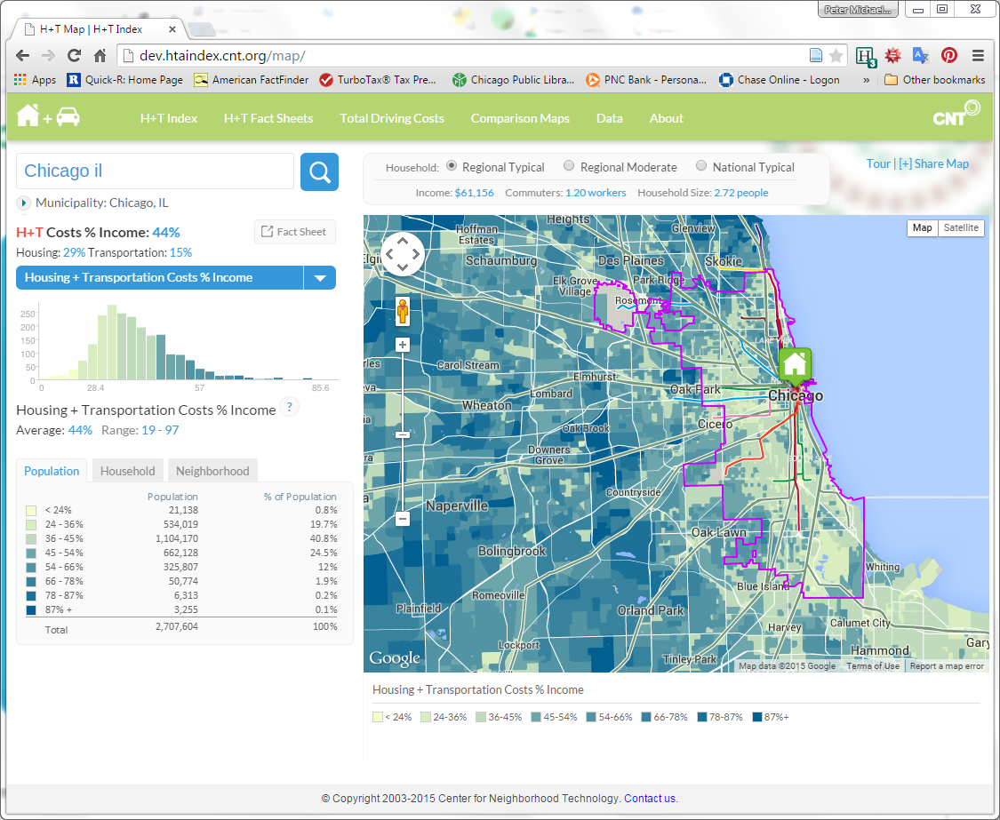 Peter Michael...
H+T Map | H+T Index
dev.htaindex.cnt.org/map/
Apps
Quick-R: Home Page
American FactFinder
TurboTax® Tax Pre...
Chicago Public Libra...
PNC Bank - Persona...
Chase Online - Logon
»
Other bookmarks
+
H+T Index
H+T Fact Sheets
Total Driving Costs
Comparison Maps
Data
About
CNT
Chicago il
Municipality: Chicago, IL
H+T Costs % Income: 44%
Fact Sheet
Housing: 29% Transportation: 15%
Housing + Transportation Costs % Income
250
200
150
100
50
0
0 28.4 57 85.6
Housing + Transportation Costs % Income ?
Average: 44% Range: 19 - 97
Population
Household
Neighborhood
Population % of Population
< 24% 21,138 0.8%
24 - 36% 534,019 19.7%
36 - 45% 1,104,170 40.8%
45 - 54% 662,128 24.5%
54 - 66% 325,807 12%
66 - 78% 50,774 1.9%
78 - 87% 6,313 0.2%
87% + 3,255 0.1%
Total 2,707,604 100%
Household: Regional Typical Regional Moderate National Typical
Income: $61,156 Commuters: 1.20 workers Household Size: 2.72 people
Tour | [+] Share Map
Map
Satellite
Heights
Hoffman
Estates
Glenview
Elgi
Schaumburg
Des Plaines
Skokie
Elk Grove
Village
Park Ridge
Rosemont
LAKE VIEW
rles
Carol Stream
Elmhurst
eva
Lombard
Oak Park
Chicago
Wheaton
ia
Cicero
Oak Brook
ra
Downers
Grove
Countryside
a
Naperville
Oak Lawn
Bolingbrook
Whiting
Romeoville
Blue Island
Plainfield
Orland Park
Harvey
Calumet City
Lockport
Gary
Hammond
Tinley Park
Google
Map data ©2015 Google
Terms of Use
Report a map error
Housing + Transportation Costs % Income
< 24% 24-36% 36-45% 45-54% 54-66% 66-78% 78-87% 87%+
© Copyright 2003-2015 Center for Neighborhood Technology. Contact us.